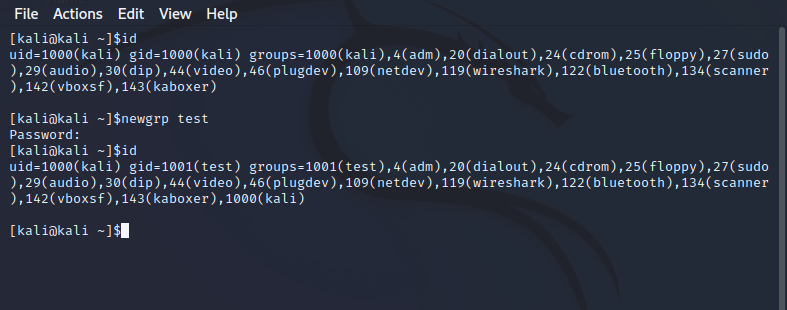 File Actions Edit View Help
[kali@kali ~]$id
uid=1000(kali) gid=1000(kali) groups=1000(kali),4(adm),20(dialout),24(cdrom),25(floppy),27(sudo
),29(audio),30(dip),44(video),46(plugdev),109(netdev),119(wireshark),122(bluetooth),134(scanner
),142(vboxsf),143(kaboxer)
[kali@kali ~]$newgrp test
Password:
[kali@kali ~]$id
uid=1000(kali) gid=1001(test) groups=1001(test),4(adm),20(dialout),24(cdrom),25(floppy),27(sudo
),29(audio),30(dip),44(video),46(plugdev),109(netdev),119(wireshark),122(bluetooth),134(scanner
),142(vboxsf),143(kaboxer),1000(kali)
[kali@kali ~]$